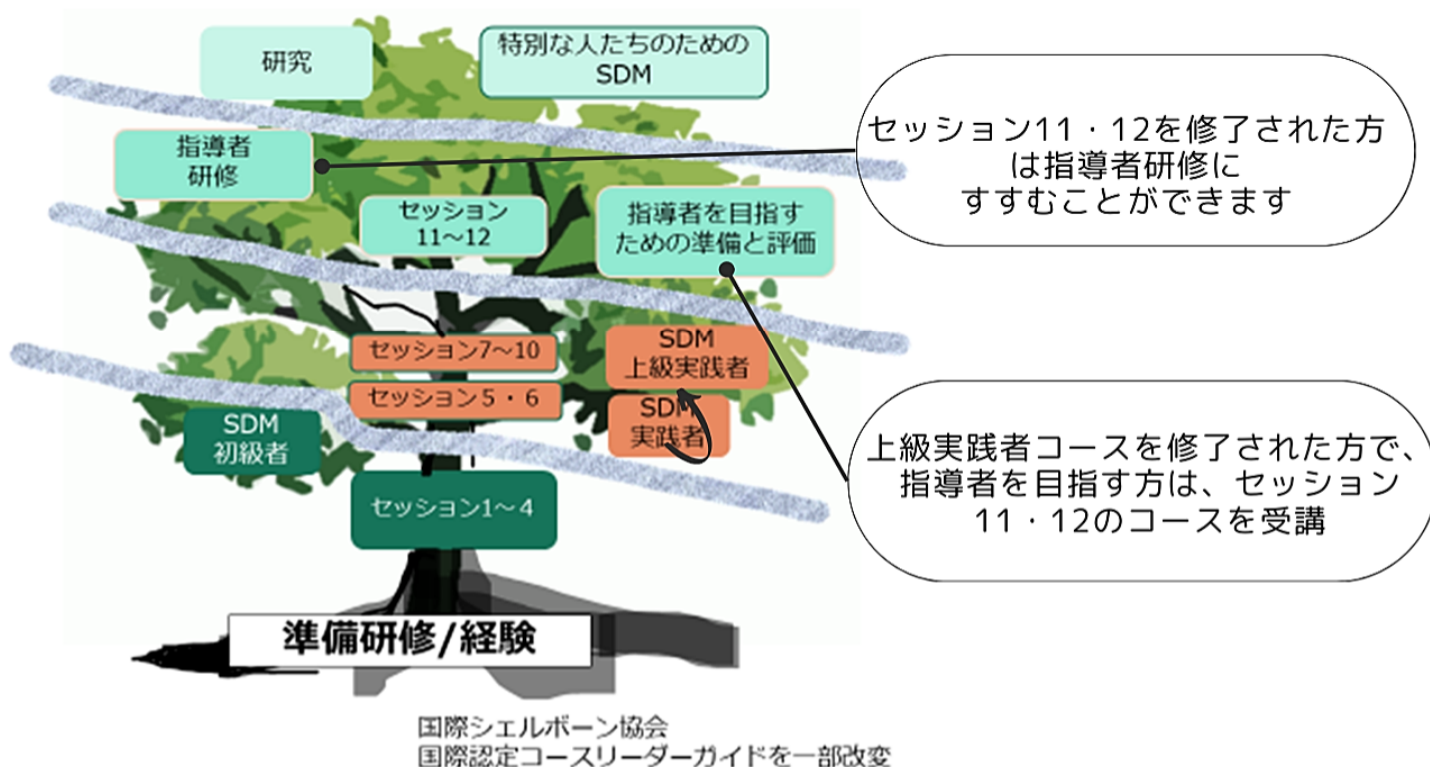 研究
特別な人たちのための
SDM
指導者
研修
セッション11・12を修了された方
は指導者研修に
すすむことができます
セッション
11～12
指導者を目指す
ための準備と評価
セッション7～10
SDM
上級実践者
セッション５・６
SDM
実践者
SDM
初級者
セッション1～４
上級実践者コースを修了された方で、
指導者を目指す方は、セッション
11・12のコースを受講
準備研修/経験
国際シェルボーン協会
国際認定コースリーダーガイドを一部改変